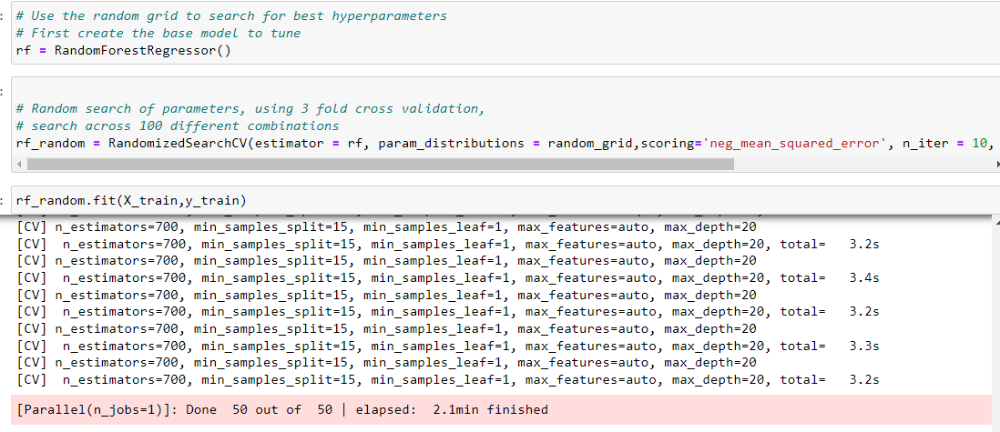 # Use the random grid to search for best hyperparameters
# First create the base model to tune
rf = RandomForestRegressor()
# Random search of parameters, using 3 fold cross validation,
# search across 100 different combinations
rf_random = RandomizedSearchCV(estimator = rf, param_distributions = random_grid,scoring='neg_mean_squared_error', n_iter = 10,
rf_random.fit(X_train,y_train)
[CV] n_estimators=700, min_samples_split=15, min_samples_leaf=1, max_features=auto, max_depth=20
[CV]  n_estimators=700, min_samples_split=15, min_samples_leaf=1, max_features=auto, max_depth=20, total=   3.2s
[CV] n_estimators=700, min_samples_split=15, min_samples_leaf=1, max_features=auto, max_depth=20
[CV]  n_estimators=700, min_samples_split=15, min_samples_leaf=1, max_features=auto, max_depth=20, total=   3.4s
[CV] n_estimators=700, min_samples_split=15, min_samples_leaf=1, max_features=auto, max_depth=20
[CV]  n_estimators=700, min_samples_split=15, min_samples_leaf=1, max_features=auto, max_depth=20, total=   3.2s
[CV] n_estimators=700, min_samples_split=15, min_samples_leaf=1, max_features=auto, max_depth=20
[CV]  n_estimators=700, min_samples_split=15, min_samples_leaf=1, max_features=auto, max_depth=20, total=   3.3s
[CV] n_estimators=700, min_samples_split=15, min_samples_leaf=1, max_features=auto, max_depth=20
[CV]  n_estimators=700, min_samples_split=15, min_samples_leaf=1, max_features=auto, max_depth=20, total=   3.2s
[Parallel(n_jobs=1)]: Done  50 out of  50 | elapsed:  2.1min finished